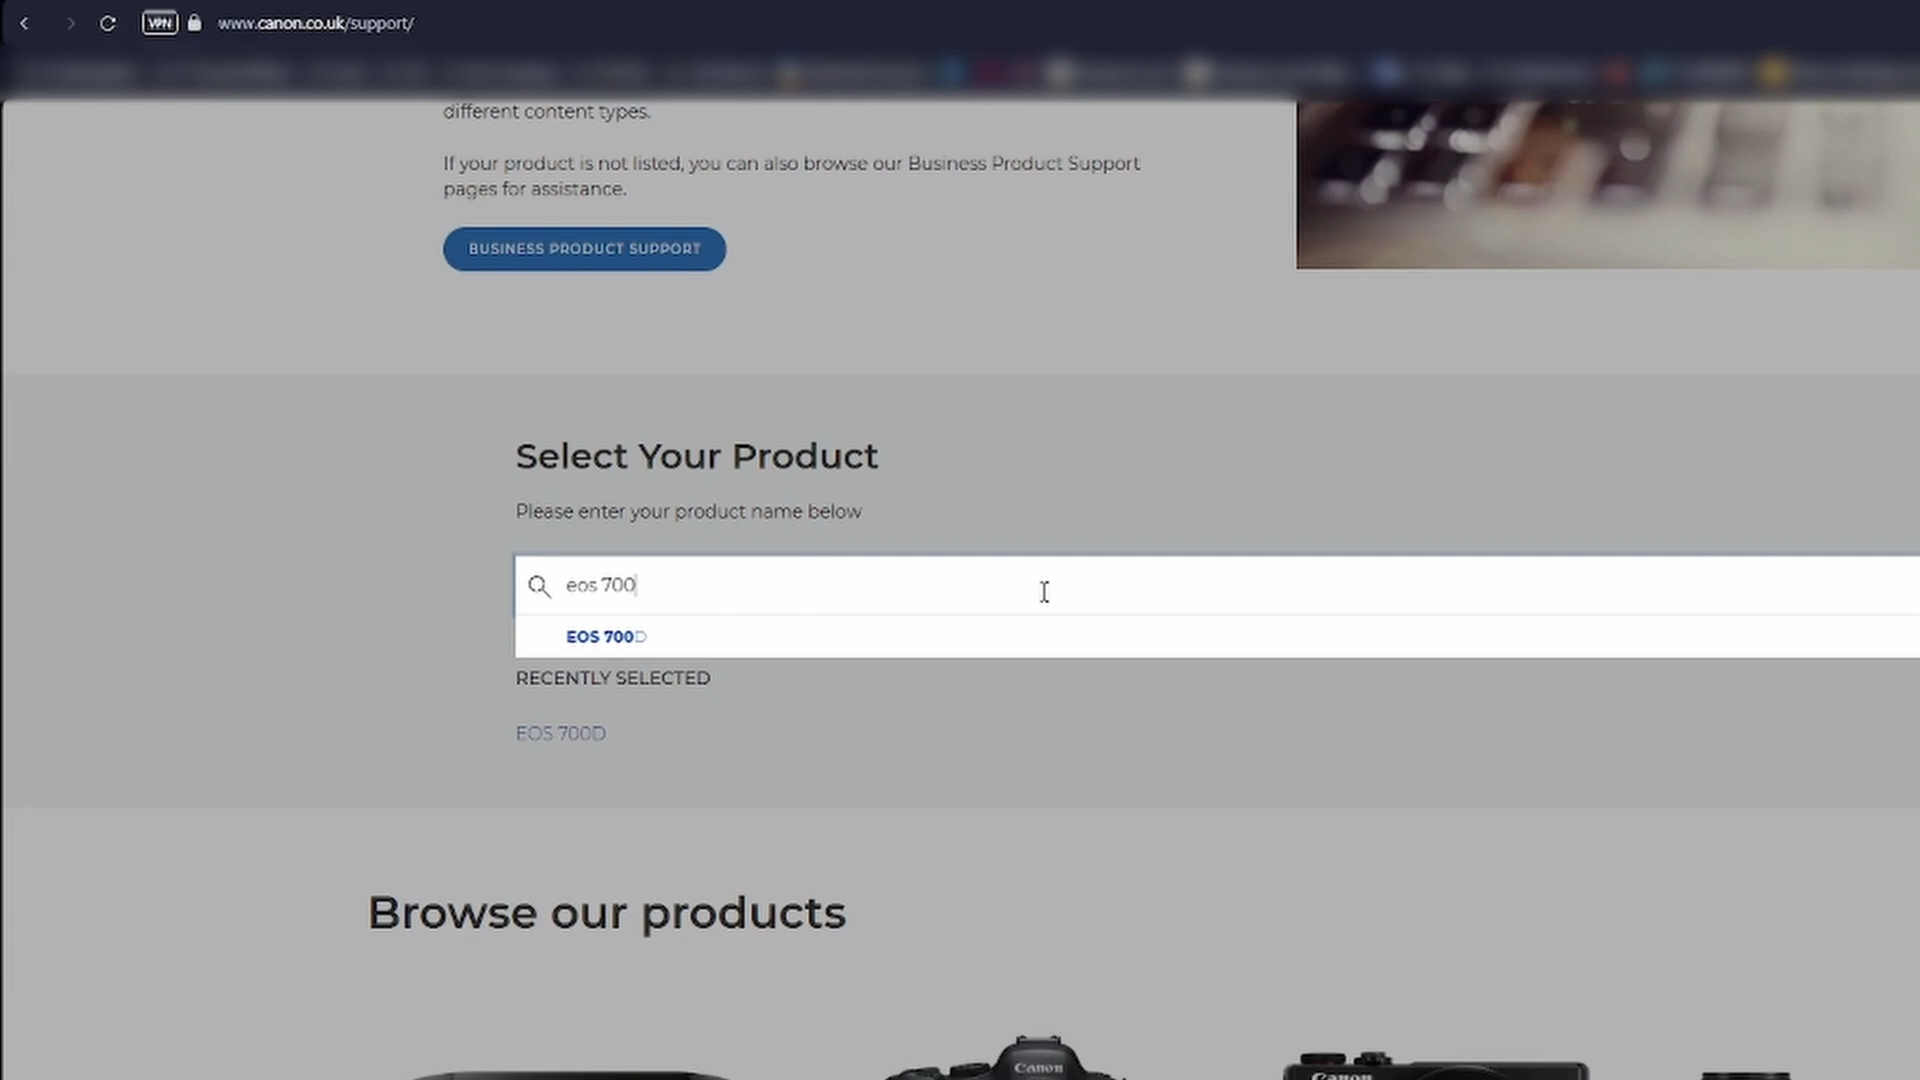 VPN www.canon.co.uk/support/
different content types.
If your product is not listed, you can also browse our Business Product Support
pages for assistance.
BUSINESS PRODUCT SUPPORT
Select Your Product
Please enter your product name below
eos 700
EOS 700D
RECENTLY SELECTED
EOS 700D
Browse our products
Canon
Canon